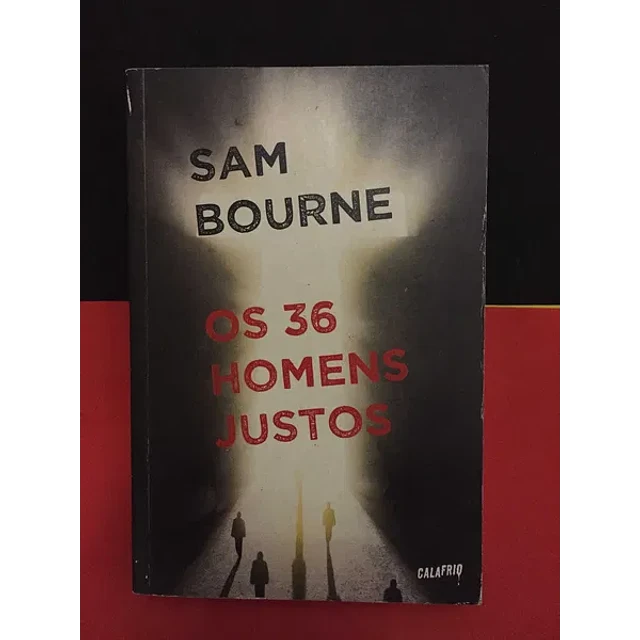 SAM
BOURNE
OS 36
HOMENS
JUSTOS
CALAFRIO